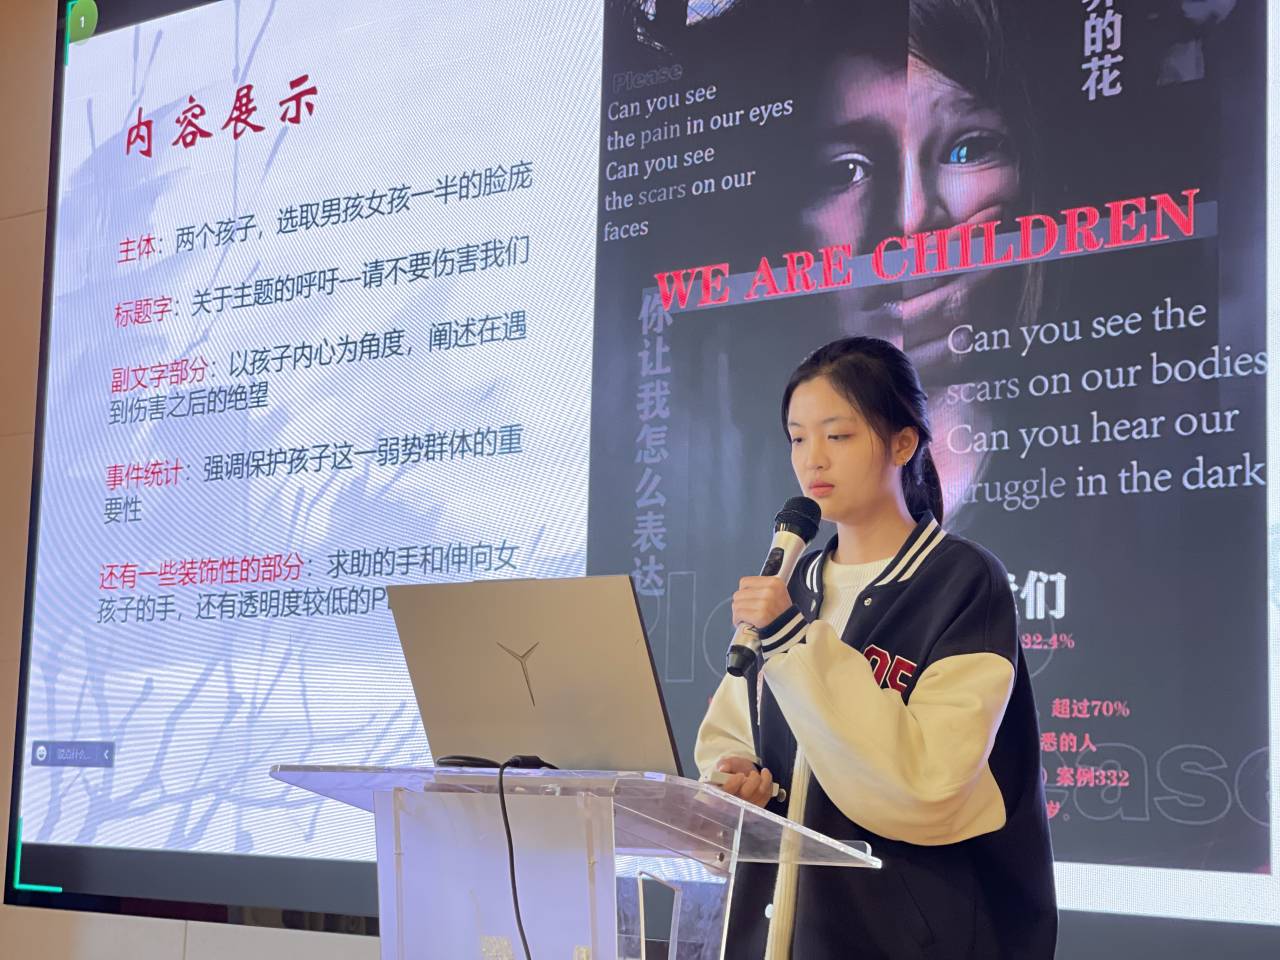 1
内容展示
主体：两个孩子，选取男孩女孩一半的脸庞
标题字：关于主题的呼吁---请不要伤害我们
副文字部分：以孩子内心为角度，阐述在遇
到伤害之后的绝望
事件统计：强调保护孩子这一弱势群体的重
要性
还有一些装饰性的部分：求助的手和伸向女
孩子的手，还有透明度较低的P
的花
Please
Can you see
the pain in our eyes
Can you see
the scars on our
faces
WE ARE CHILDREN
你让我怎么表达
Can you see the
scars on our bodies
Can you hear our
truggle in the dark
们
32.4%
超过70%
悉的人
案例332
岁。
ease